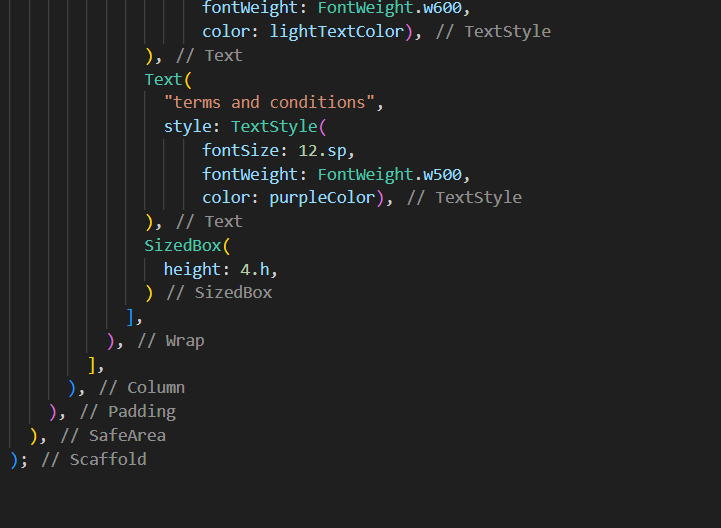 fontWeight: FontWeight.w600,
color: lightTextColor), // TextStyle
), // Text
Text(
"terms and conditions",
style: TextStyle(
fontSize: 12.sp,
fontWeight: FontWeight.w500,
color: purpleColor), // TextStyle
), // Text
SizedBox(
height: 4.h,
) // SizedBox
],
), // Wrap
],
), // Column
), // Padding
), // SafeArea
); // Scaffold